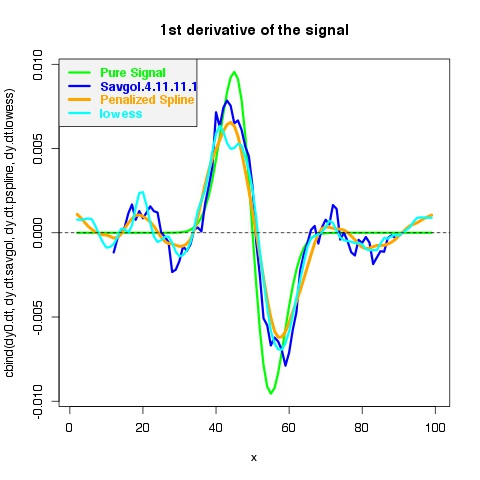 1st derivative of the signal
Pure Signal
Savgol.4.11.11.1
Penalized Spline
lowess
cbind(dy0.dt, dy.dt.savgol, dy.dt.pspline, dy.dt.lowess)
0.010
0.005
0.000
-0.005
-0.010
0 20 40 60 80 100
x